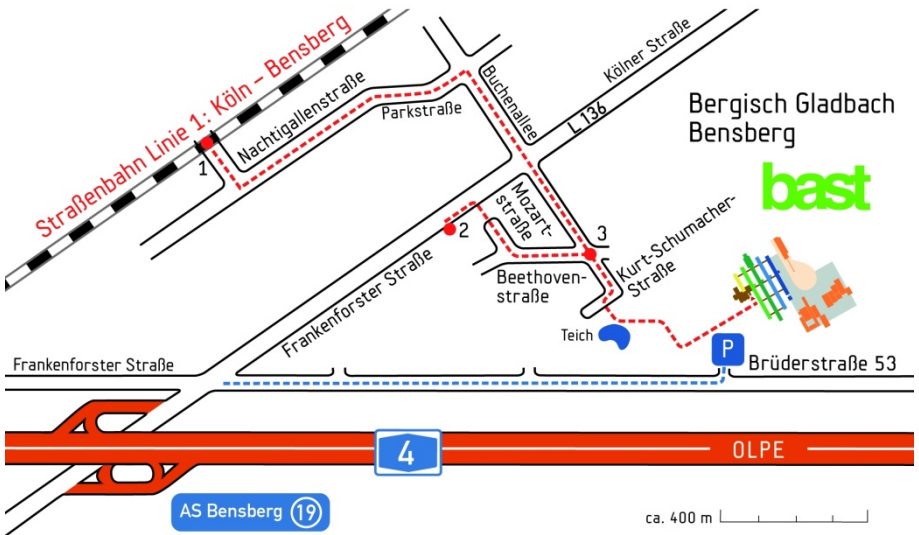 Straßenbahn Linie 1: Köln – Bensberg
1
Nachtigallenstraße
Parkstraße
Buchenallee
Kölner Straße
L 136
Bergisch Gladbach
Bensberg
bast
2
Mozart-
straße
3
Kurt-Schumacher-
Straße
Beethoven-
straße
Frankenforster Straße
Teich
P
Frankenforster Straße
Brüderstraße 53
4
OLPE
AS Bensberg 19
ca. 400 m